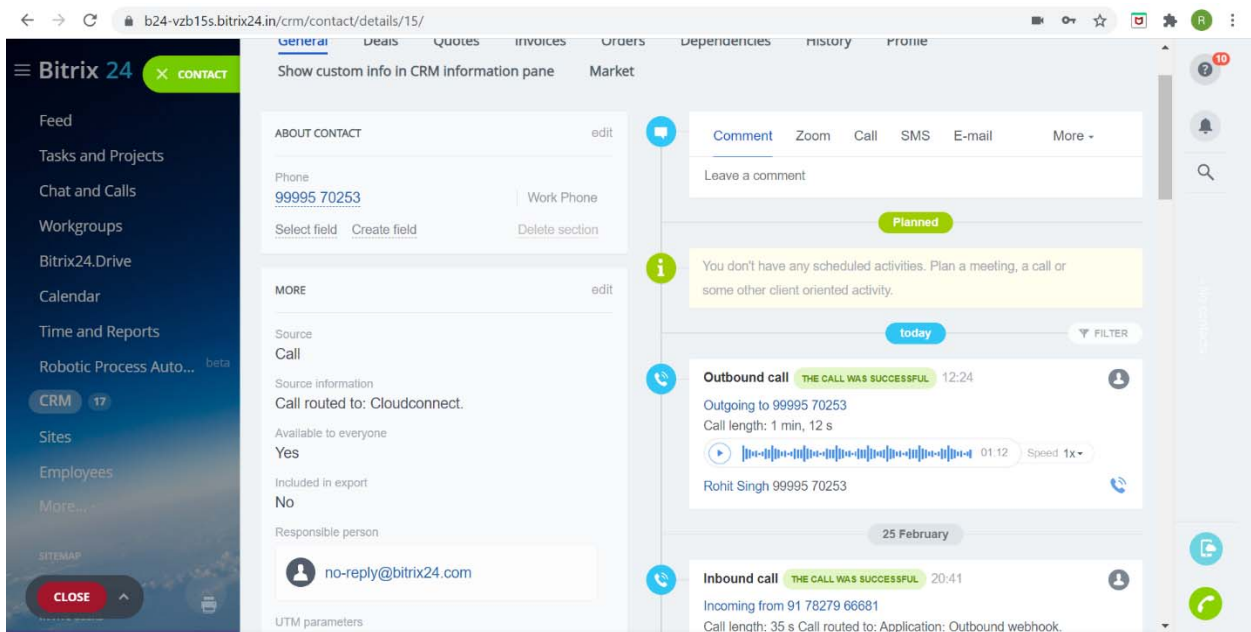 b24-vzb15s.bitrix24.in/crm/contact/details/15/
R
Bitrix 24
CONTACT
Feed
Tasks and Projects
Chat and Calls
Workgroups
Bitrix24.Drive
Calendar
Time and Reports
Robotic Process Auto... beta
CRM 17
Sites
Employees
More...
SITEMAP
CLOSE
General Deals Quotes Invoices Orders Dependencies History Profile
Show custom info in CRM information pane Market
ABOUT CONTACT edit
Phone
99995 70253 Work Phone
Select field Create field Delete section
MORE edit
Source
Call
Source information
Call routed to: Cloudconnect.
Available to everyone
Yes
Included in export
No
Responsible person
no-reply@bitrix24.com
UTM parameters
Comment Zoom Call SMS E-mail More
Leave a comment
Planned
You don't have any scheduled activities. Plan a meeting, a call or
some other client oriented activity.
today FILTER
Outbound call THE CALL WAS SUCCESSFUL 12:24
Outgoing to 99995 70253
Call length: 1 min, 12 s
01:12 Speed 1x
Rohit Singh 99995 70253
25 February
Inbound call THE CALL WAS SUCCESSFUL 20:41
Incoming from 91 78279 66681
Call length: 35 s Call routed to: Application: Outbound webhook.
10